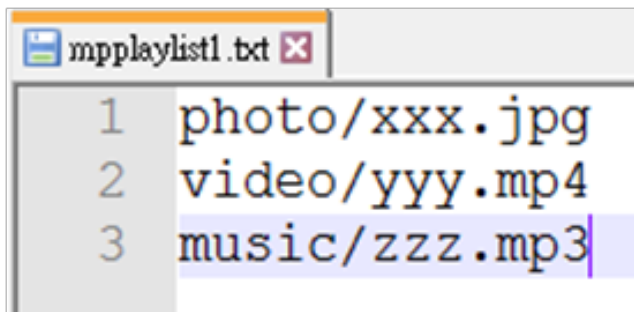 mpplaylist1.txt
1 photo/xxx.jpg
2 video/yyy.mp4
3 music/zzz.mp3